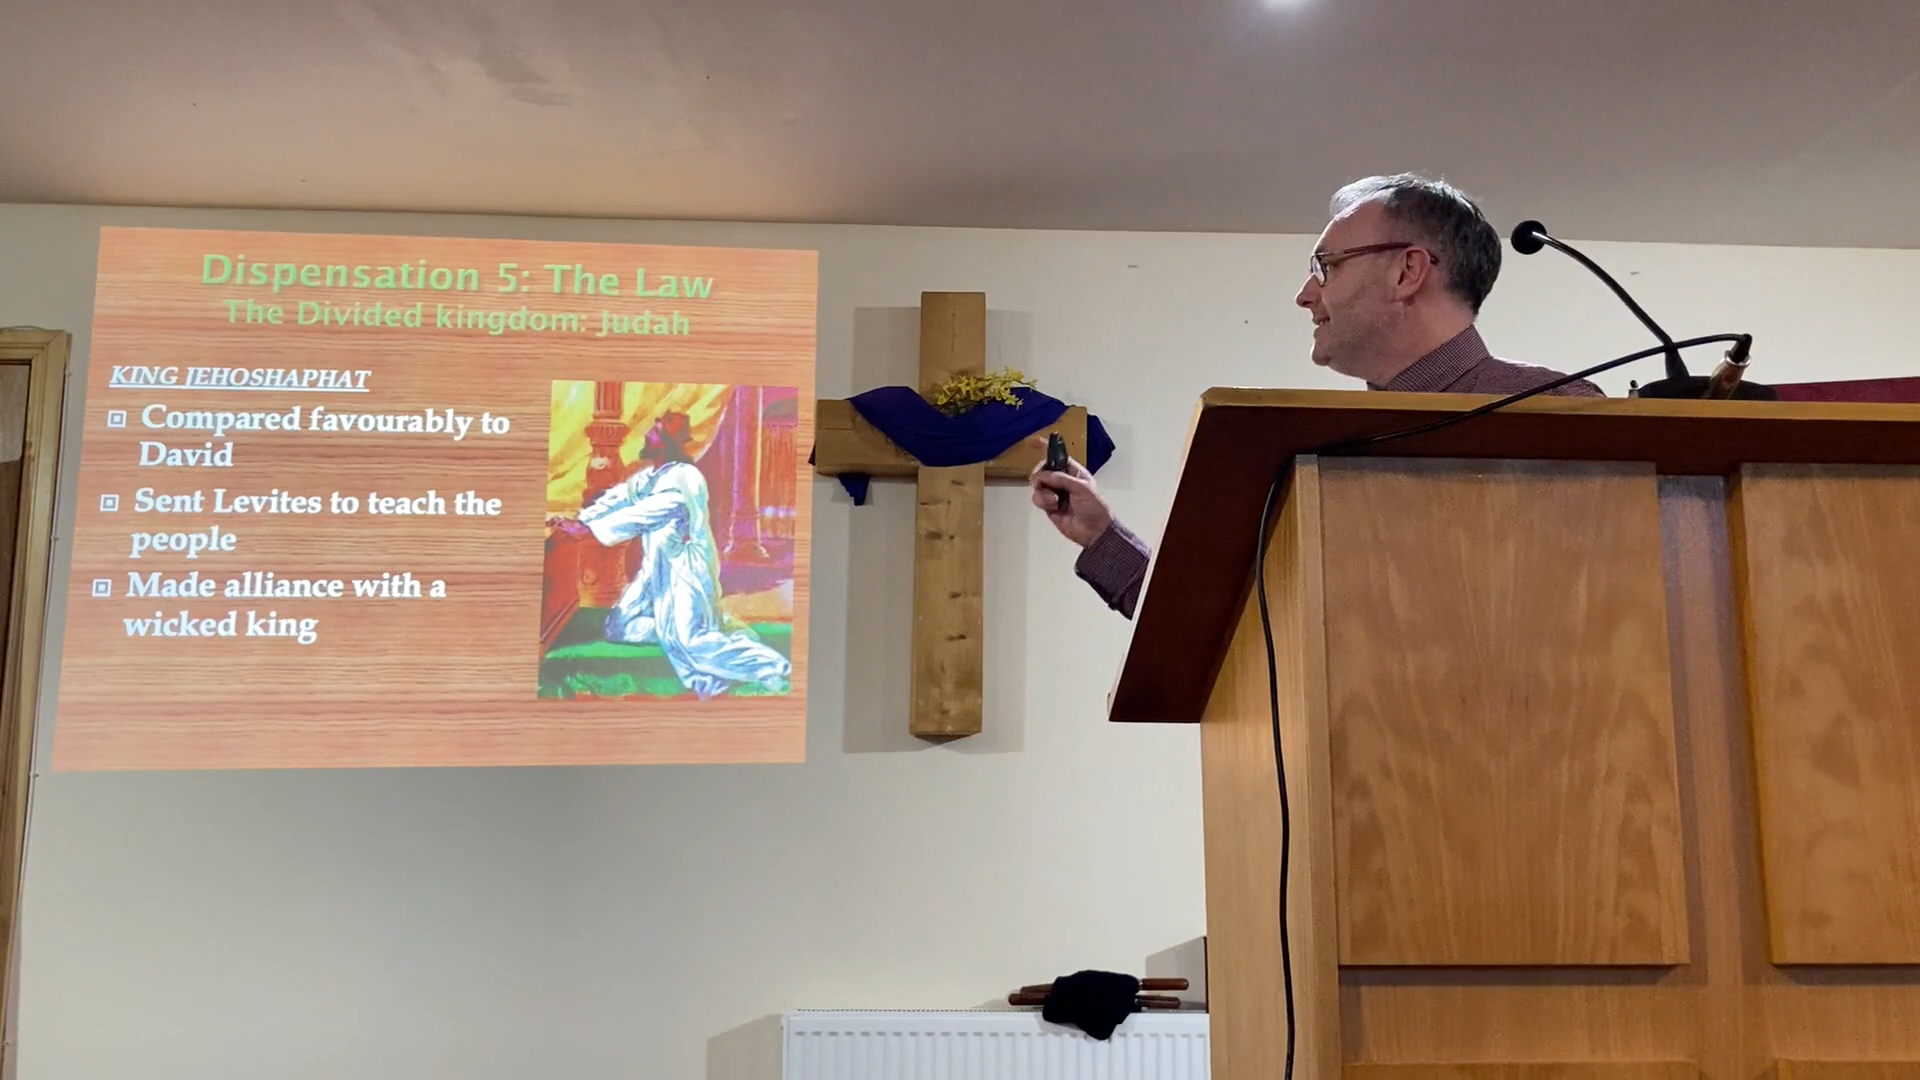 Dispensation 5: The Law
The Divided kingdom: Judah
KING JEHOSHAPHAT
Compared favourably to
David
Sent Levites to teach the
people
Made alliance with a
wicked king